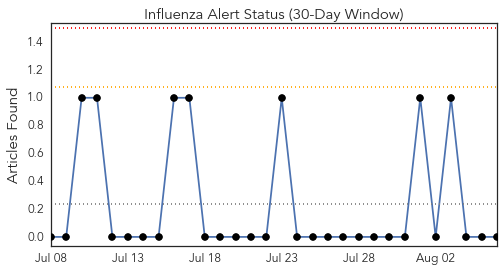 Influenza Alert Status (30-Day Window)
Articles Found
1.4
1.2
1.0
0.8
0.6
0.4
0.2
0.0
Jul 08 Jul 13 Jul 18 Jul 23 Jul 28 Aug 02